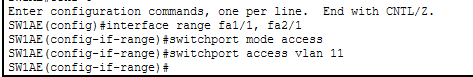 Enter configuration commands, one per line.  End with CNTL/Z.
SW1AE(config)#interface range fa1/1, fa2/1
SW1AE(config-if-range)#switchport mode access
SW1AE(config-if-range)#switchport access vlan 11
SW1AE(config-if-range)#